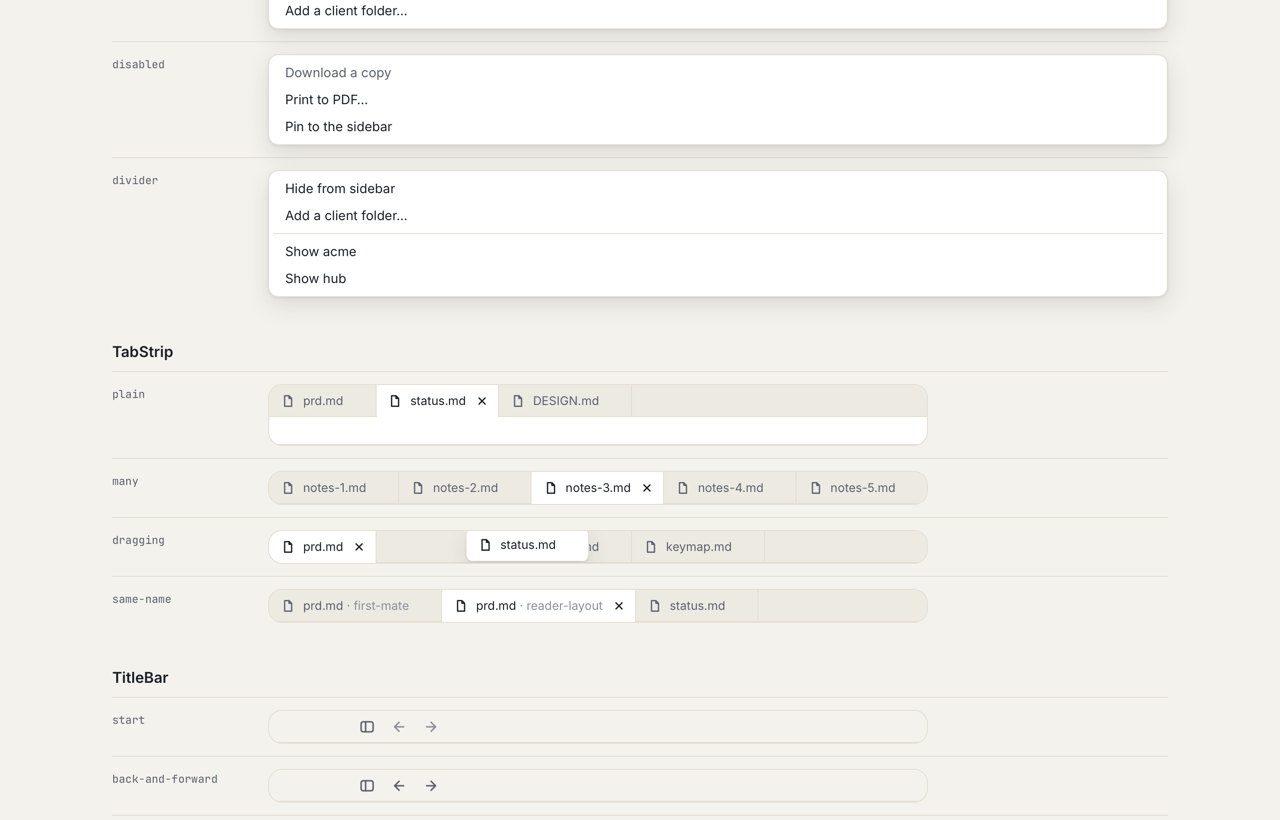 Add a client folder...
disabled
Download a copy
Print to PDF...
Pin to the sidebar
divider
Hide from sidebar
Add a client folder...
Show acme
Show hub
TabStrip
plain
prd.md status.md DESIGN.md
many
notes-1.md notes-2.md notes-3.md notes-4.md notes-5.md
dragging
prd.md status.md keymap.md
same-name
prd.md · first-mate prd.md · reader-layout status.md
TitleBar
start
back-and-forward